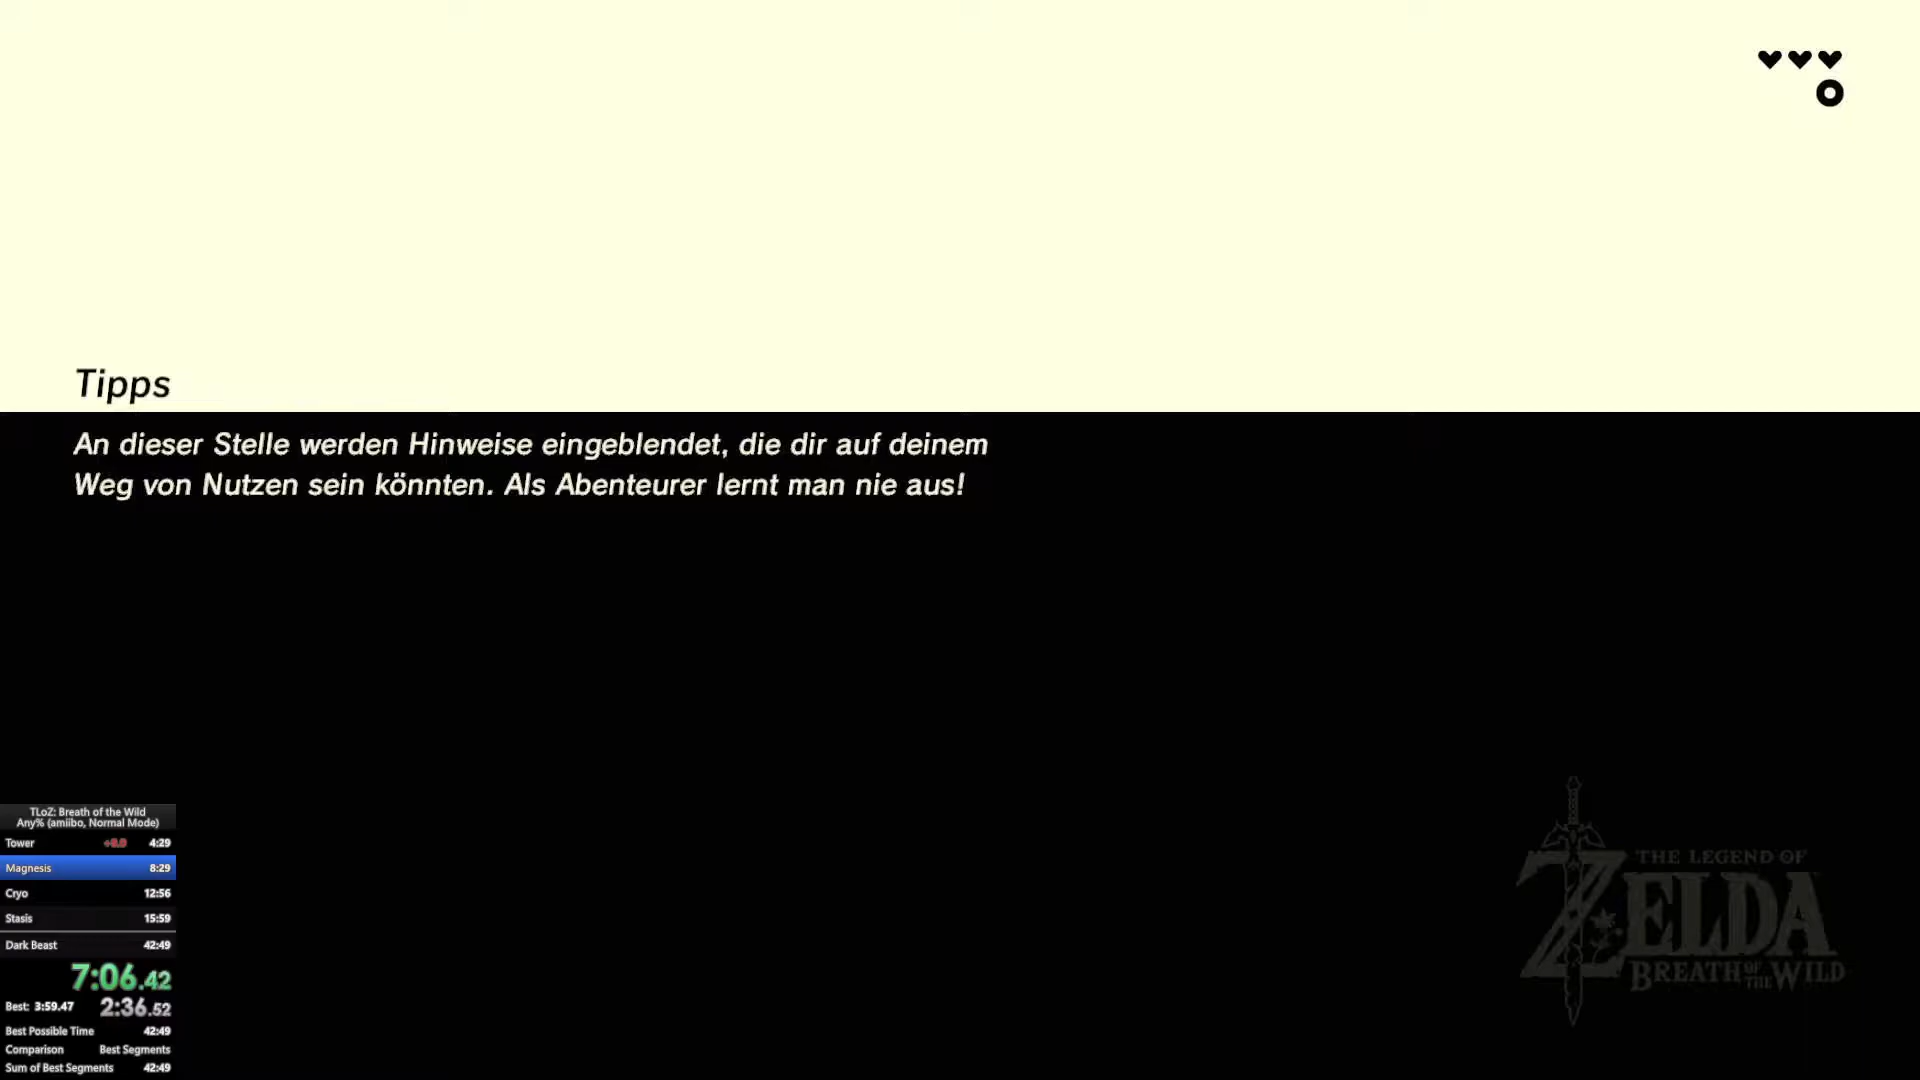 Tipps
An dieser Stelle werden Hinweise eingeblendet, die dir auf deinem
Weg von Nutzen sein könnten. Als Abenteurer lernt man nie aus!
TLoZ: Breath of the Wild
Any% (amiibo, Normal Mode)
Tower 4:29
Magnesis 8:29
Cryo 12:56
Stasis 15:59
Dark Beast 42:49
7:06.42
Best: 3:59.47 2:36.52
Best Possible Time 42:49
Comparison Best Segments
Sum of Best Segments 42:49
THE LEGEND OF
ZELDA
BREATH OF THE WILD